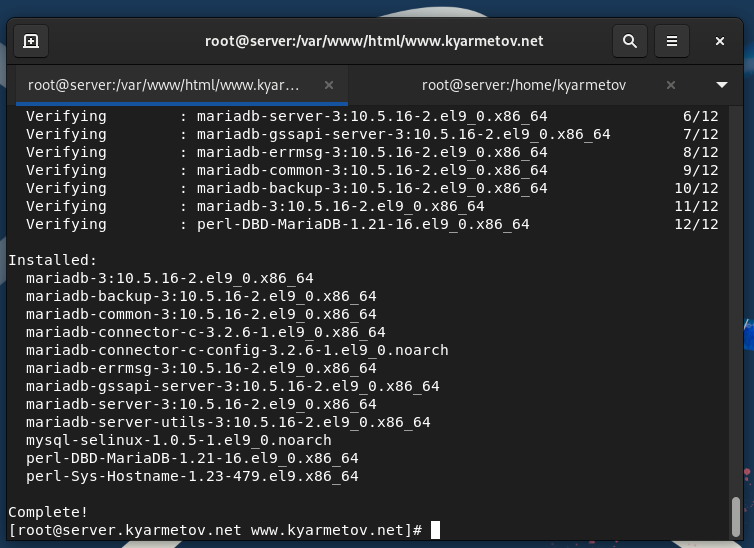 root@server:/var/www/html/www.kyarmetov.net
root@server:/var/www/html/www.kyar...
root@server:/home/kyarmetov
Verifying : mariadb-server-3:10.5.16-2.el9_0.x86_64 6/12
Verifying : mariadb-gssapi-server-3:10.5.16-2.el9_0.x86_64 7/12
Verifying : mariadb-errmsg-3:10.5.16-2.el9_0.x86_64 8/12
Verifying : mariadb-common-3:10.5.16-2.el9_0.x86_64 9/12
Verifying : mariadb-backup-3:10.5.16-2.el9_0.x86_64 10/12
Verifying : mariadb-3:10.5.16-2.el9_0.x86_64 11/12
Verifying : perl-DBD-MariaDB-1.21-16.el9_0.x86_64 12/12
Installed:
mariadb-3:10.5.16-2.el9_0.x86_64
mariadb-backup-3:10.5.16-2.el9_0.x86_64
mariadb-common-3:10.5.16-2.el9_0.x86_64
mariadb-connector-c-3.2.6-1.el9_0.x86_64
mariadb-connector-c-config-3.2.6-1.el9_0.noarch
mariadb-errmsg-3:10.5.16-2.el9_0.x86_64
mariadb-gssapi-server-3:10.5.16-2.el9_0.x86_64
mariadb-server-3:10.5.16-2.el9_0.x86_64
mariadb-server-utils-3:10.5.16-2.el9_0.x86_64
mysql-selinux-1.0.5-1.el9_0.noarch
perl-DBD-MariaDB-1.21-16.el9_0.x86_64
perl-Sys-Hostname-1.23-479.el9.x86_64
Complete!
[root@server.kyarmetov.net www.kyarmetov.net]#